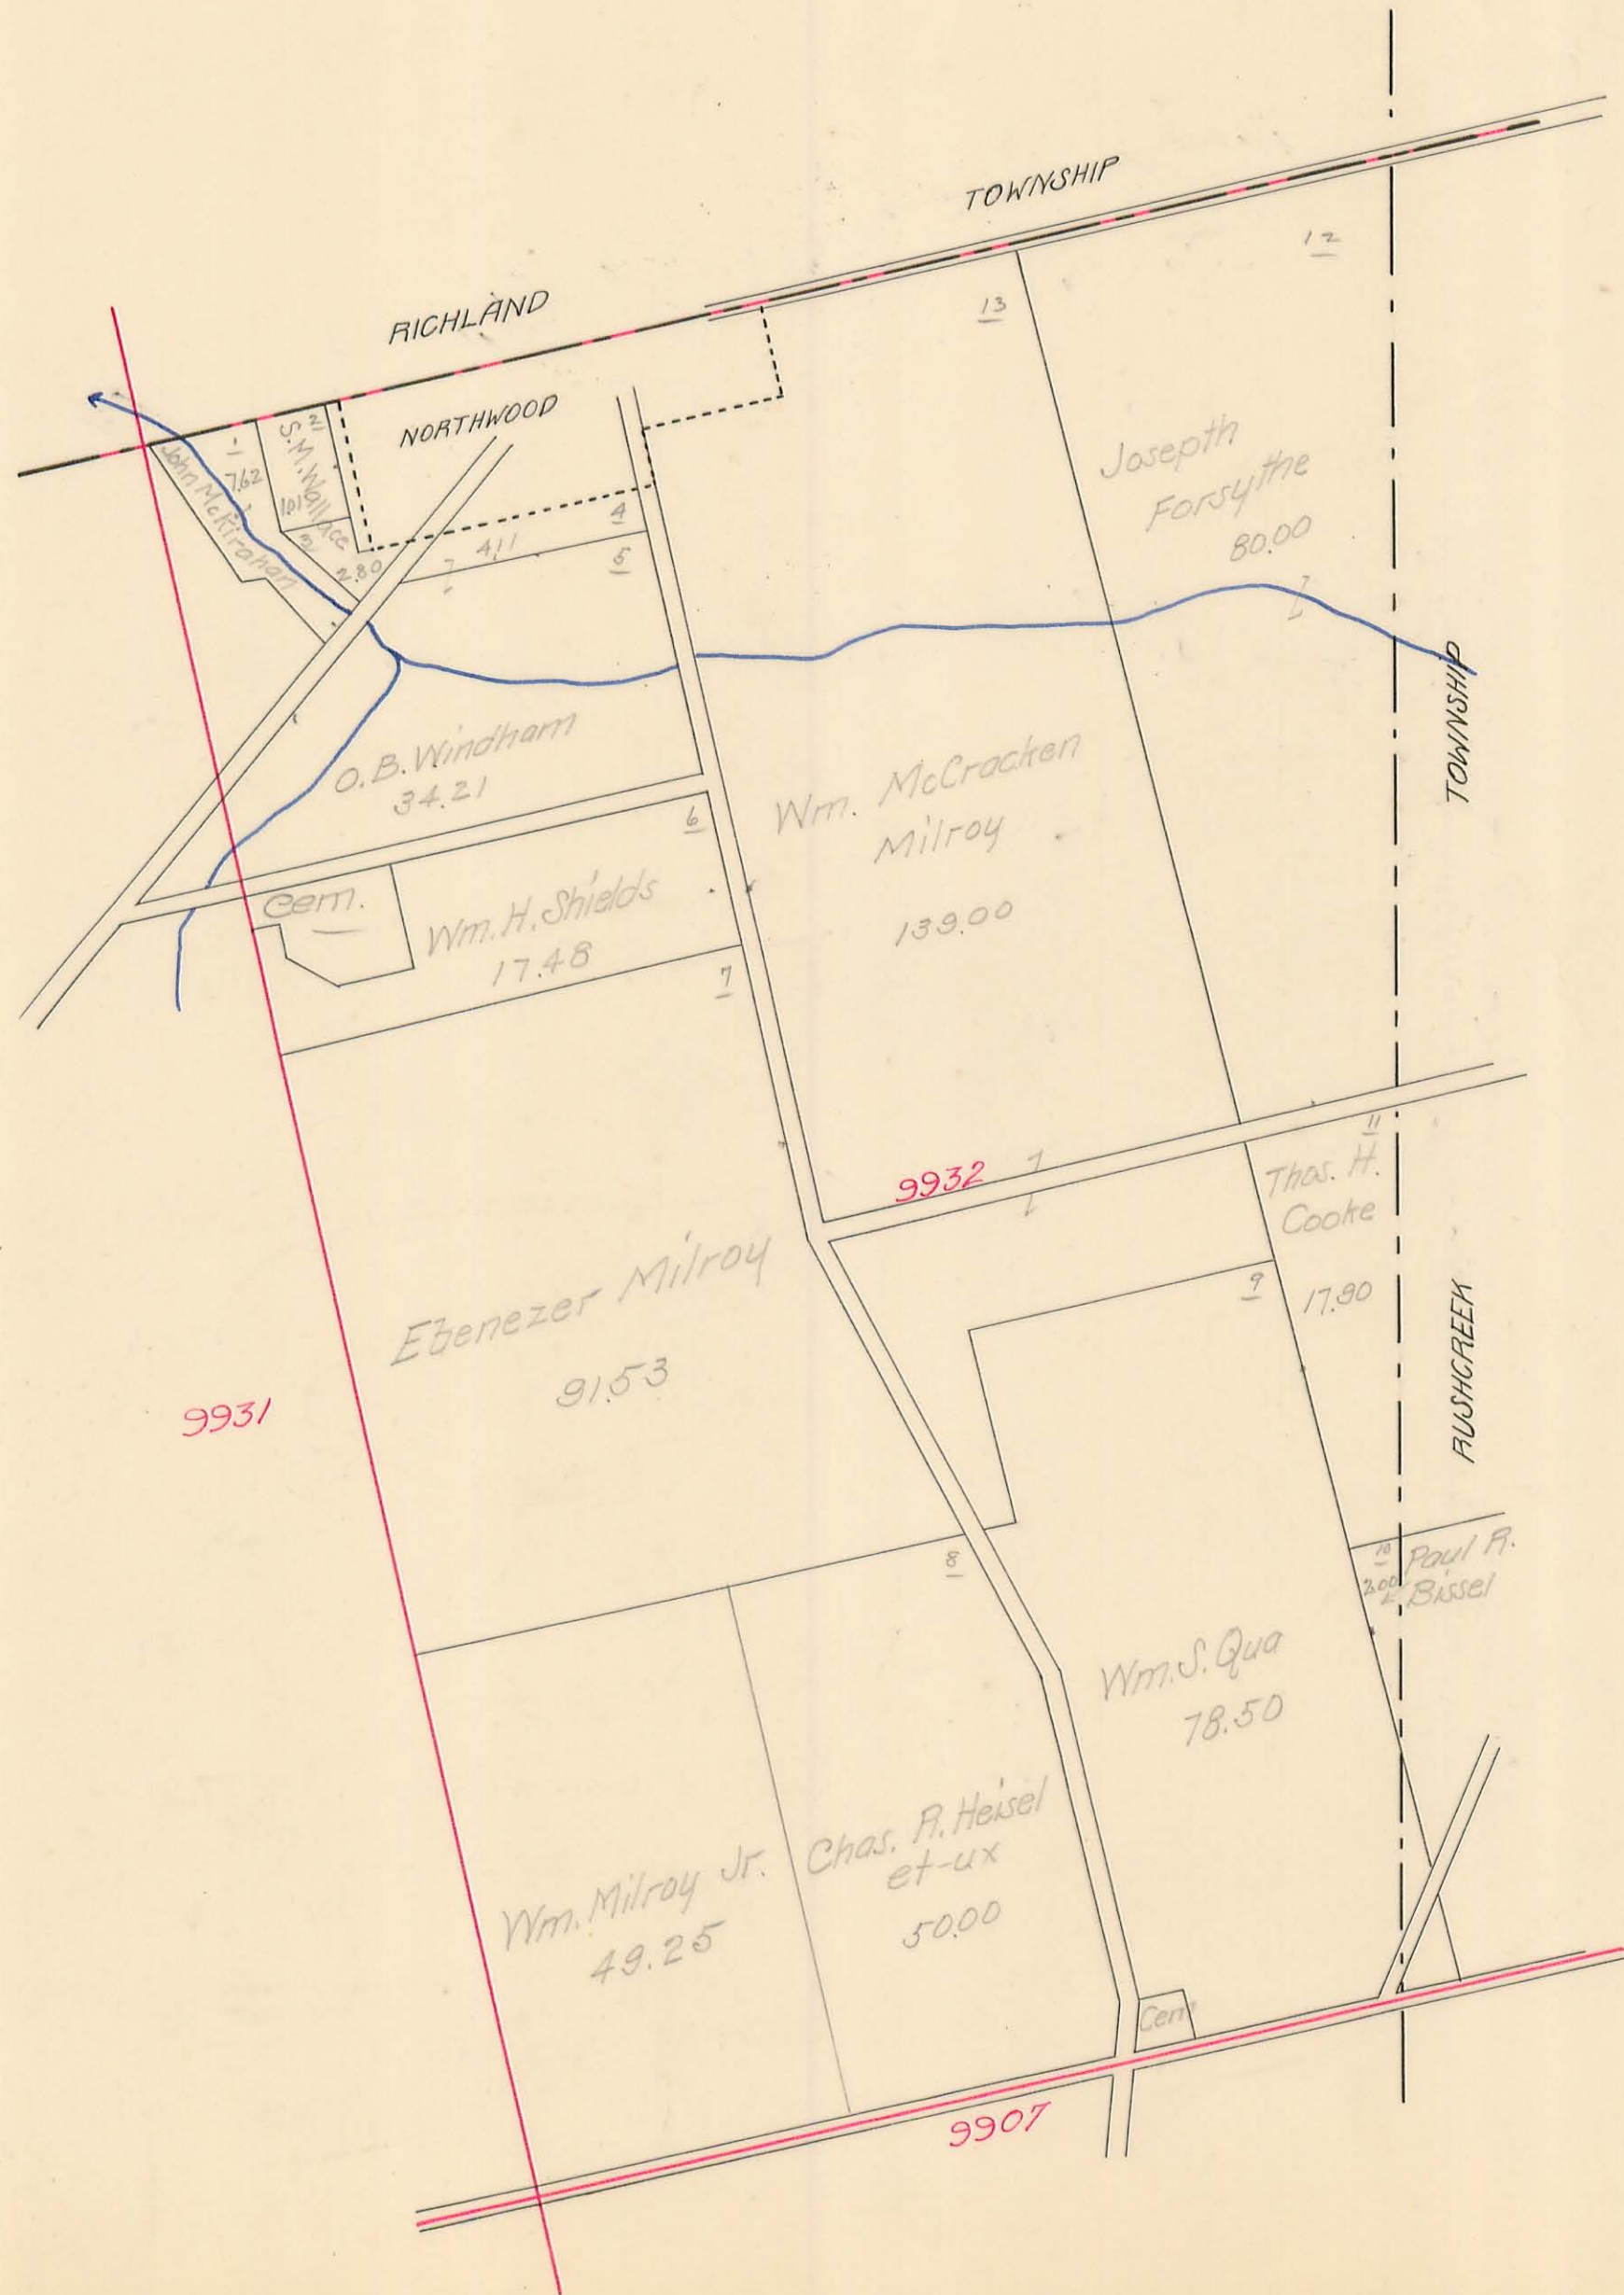 TOWNSHIP
RICHLAND
NORTHWOOD
12
13
1
7.62
John McKirahan
2
S.M. Wallace
1.01
3
2.80
4
4.11
5
Josepth
Forsythe
80.00
TOWNSHIP
O.B. Windham
34.21
Wm. McCracken
Milroy
139.00
6
Cem.
Wm. H. Shields
17.48
7
9932
11
Thos. H.
Cooke
17.90
9
RUSHCREEK
Ebenezer Milroy
91.53
9931
10
2.00
Paul R.
Bissel
8
Wm. S. Qua
78.50
Wm. Milroy Jr.
49.25
Chas. R. Heisel
et-ux
50.00
Cem
9907